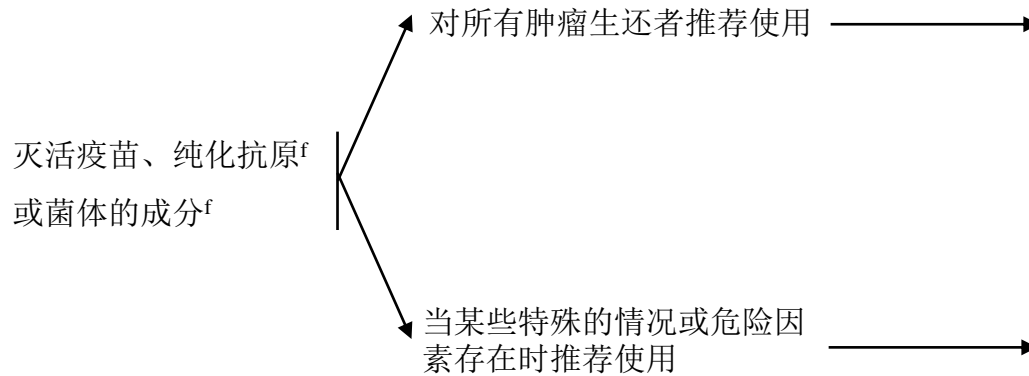 对所有肿瘤生还者推荐使用
灭活疫苗、纯化抗原f
或菌体的成分f
当某些特殊的情况或危险因
素存在时推荐使用